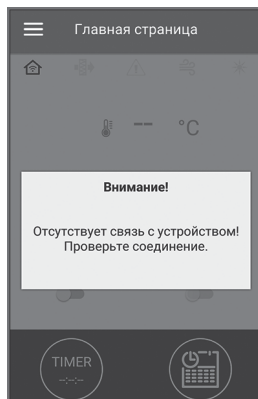 Главная страница
-- °C
Внимание!
Отсутствует связь с устройством!
Проверьте соединение.
TIMER
--:--:--